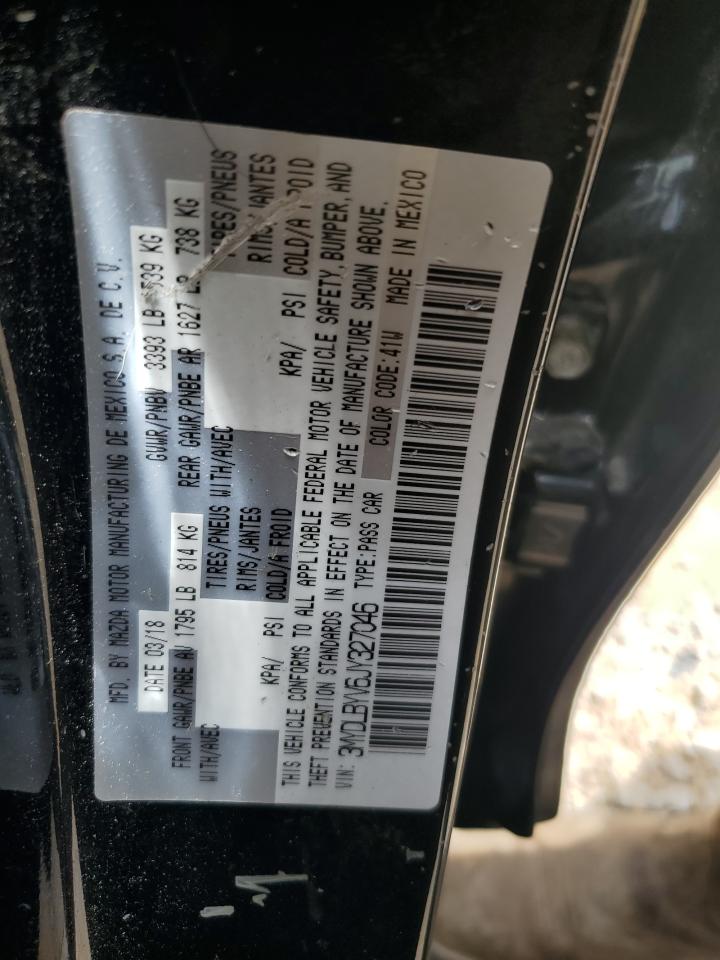 MFD. BY MAZDA MOTOR MANUFACTURING DE MEXICO S.A. DE C.V.
DATE 03/18 GVWR/PNBV 3393 LB KG
FRONT GAWR/PNBE AV 1795 LB 814 KG REAR GAWR/PNBE AR 1627 LB 738 KG
WITH/AVEC TIRES/PNEUS WITH/AVEC TIRES/PNEUS
RIMS/JANTES RIMS/JANTES
KPA/ PSI COLD/A FROID KPA/ PSI COLD/A FROID
THIS VEHICLE CONFORMS TO ALL APPLICABLE FEDERAL MOTOR VEHICLE SAFETY, BUMPER, AND
THEFT PREVENTION STANDARDS IN EFFECT ON THE DATE OF MANUFACTURE SHOWN ABOVE.
VIN: 3MYDLBYV6JY327046 TYPE:PASS CAR COLOR CODE:41W MADE IN MEXICO